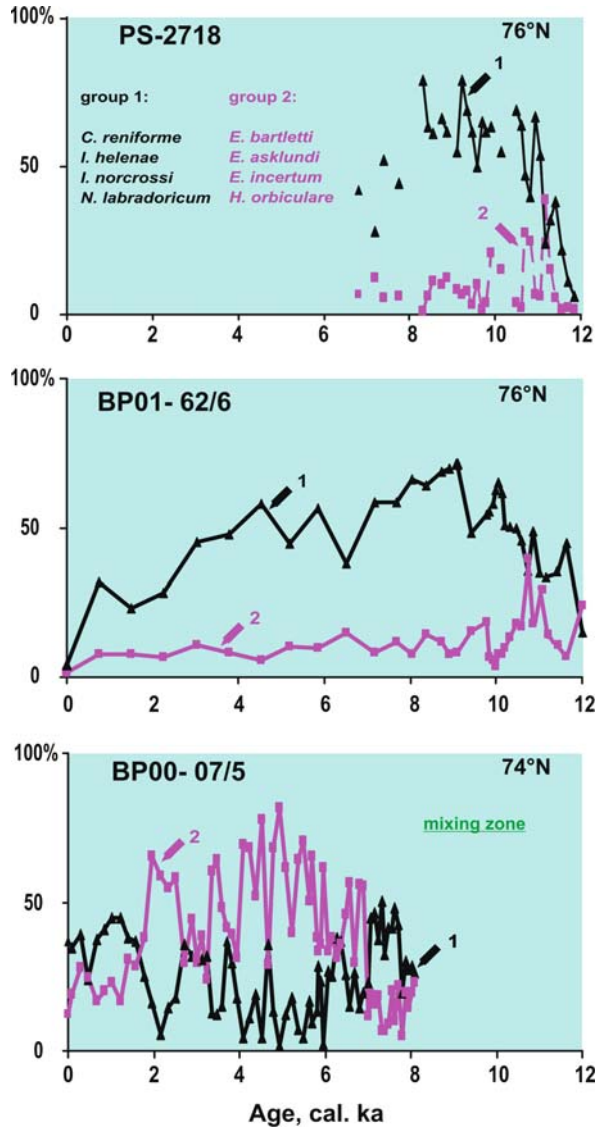 100%
PS-2718
76°N
1
group 1:
group 2:
C. reniforme
E. bartletti
I. helenae
E. asklundi
I. norcrossi
E. incertum
N. labradoricum
H. orbiculare
50
2
0
0 2 4 6 8 10 12
100%
BP01- 62/6
76°N
1
50
2
0
0 2 4 6 8 10 12
100%
BP00- 07/5
74°N
mixing zone
2
50
1
0
0 2 4 6 8 10 12
Age, cal. ka